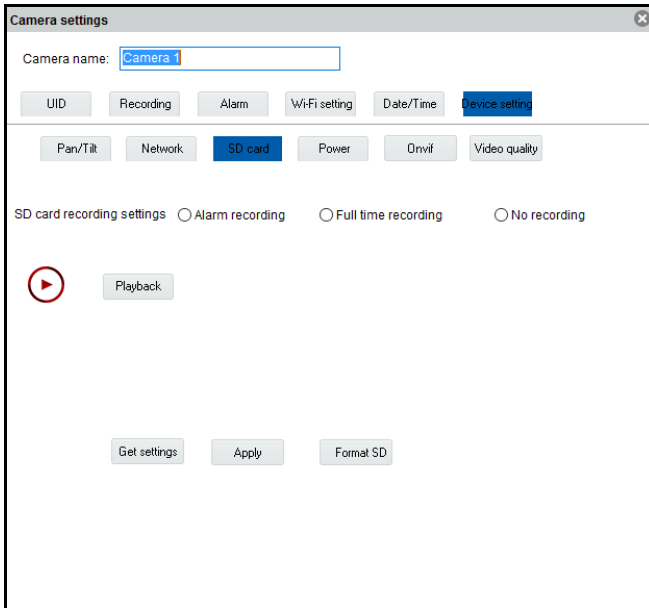 Camera settings
Camera name: Camera 1
UID Recording Alarm Wi-Fi setting Date/Time Device setting
Pan/Tilt Network SD card Power Onvif Video quality
SD card recording settings Alarm recording Full time recording No recording
Playback
Get settings Apply Format SD